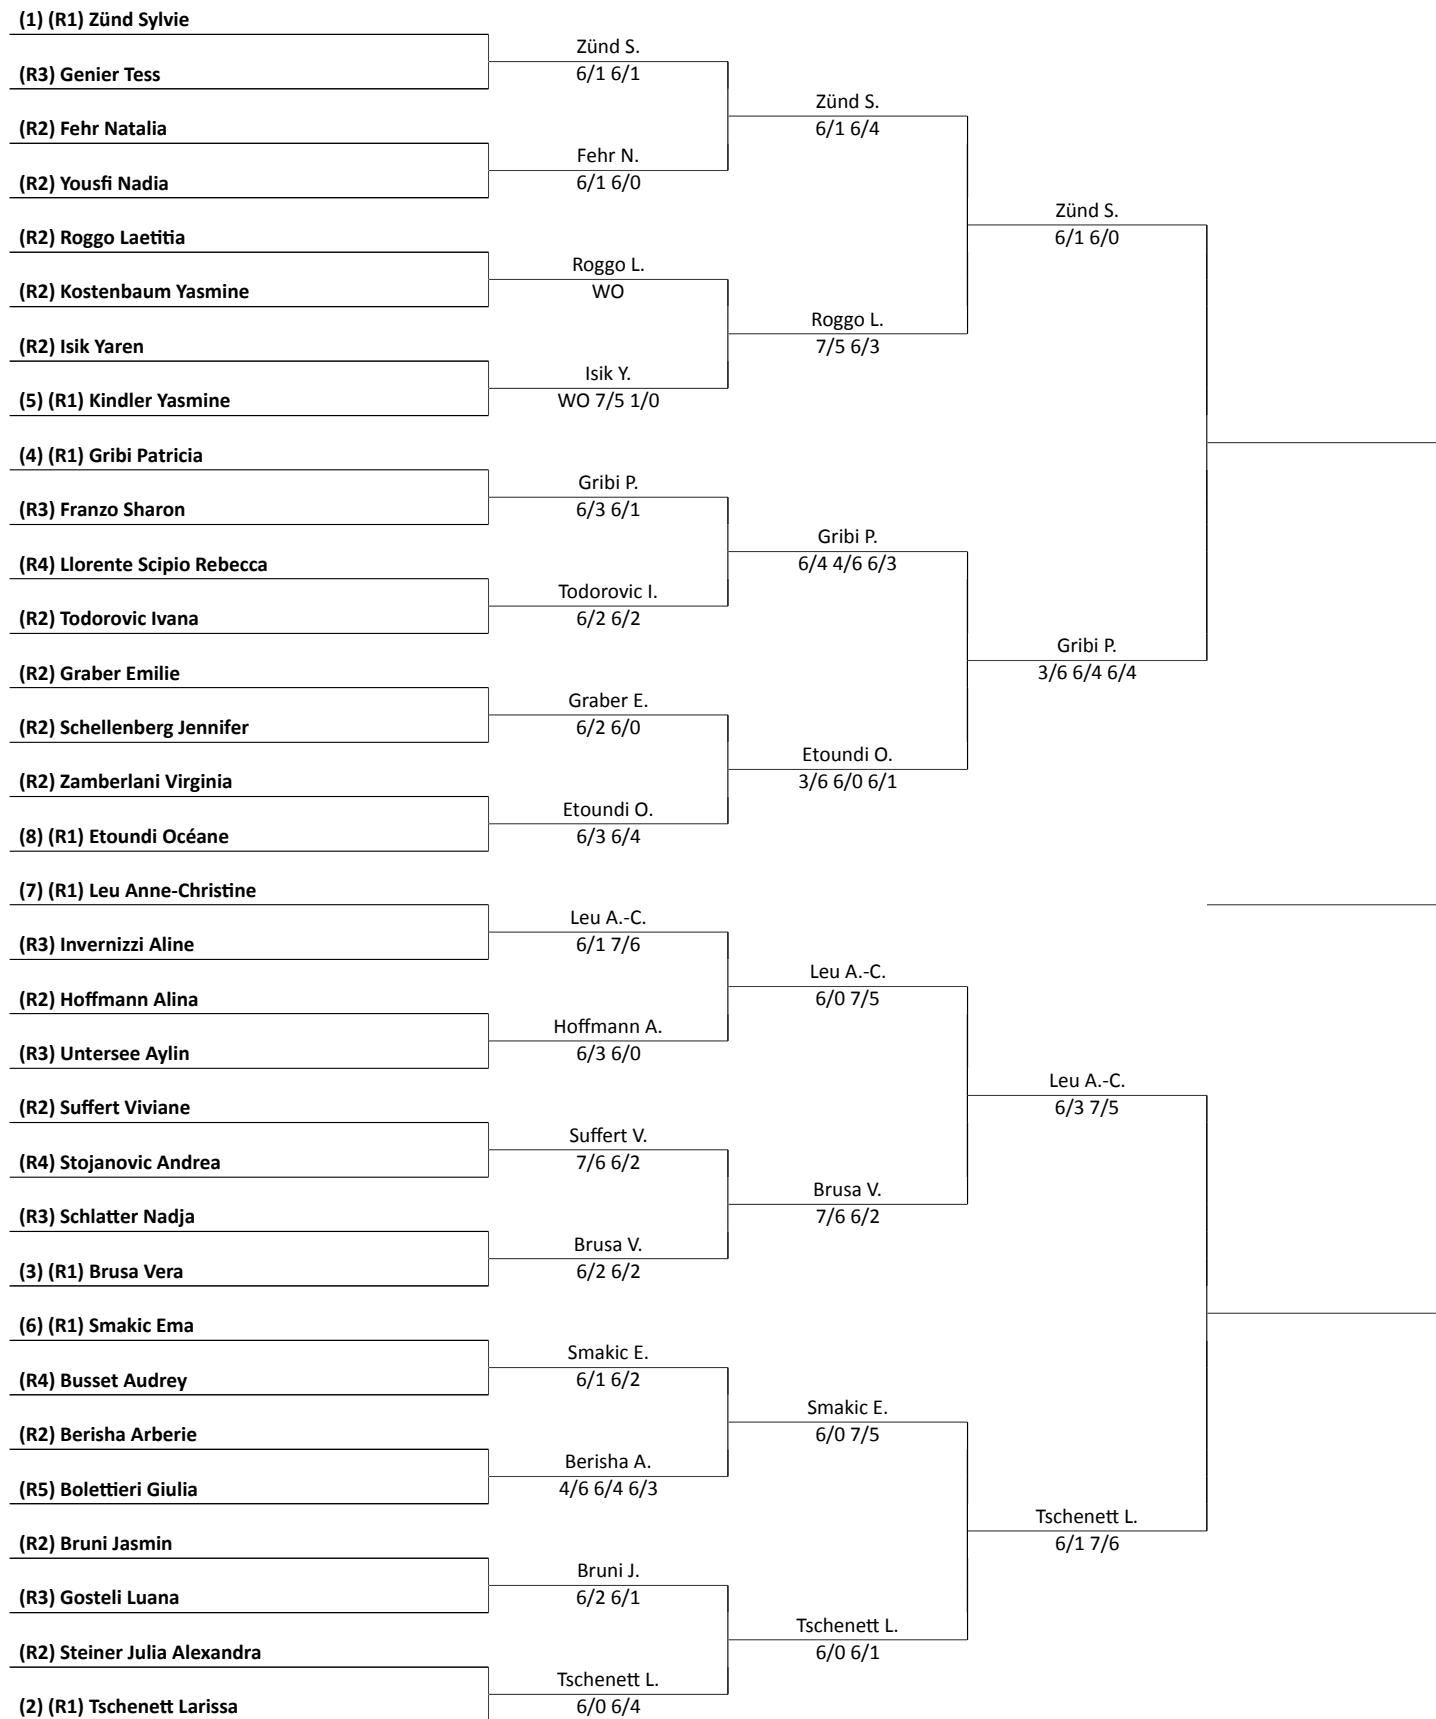 (1) (R1) Zünd Sylvie
Zünd S.
(R3) Genier Tess
6/1 6/1
Zünd S.
(R2) Fehr Natalia
6/1 6/4
Fehr N.
(R2) Yousfi Nadia
6/1 6/0
Zünd S.
(R2) Roggo Laetitia
6/1 6/0
Roggo L.
(R2) Kostenbaum Yasmine
WO
Roggo L.
(R2) Isik Yaren
7/5 6/3
Isik Y.
(5) (R1) Kindler Yasmine
WO 7/5 1/0
(4) (R1) Gribi Patricia
Gribi P.
(R3) Franzo Sharon
6/3 6/1
Gribi P.
(R4) Llorente Scipio Rebecca
6/4 4/6 6/3
Todorovic I.
(R2) Todorovic Ivana
6/2 6/2
Gribi P.
(R2) Graber Emilie
3/6 6/4 6/4
Graber E.
(R2) Schellenberg Jennifer
6/2 6/0
Etoundi O.
(R2) Zamberlani Virginia
3/6 6/0 6/1
Etoundi O.
(8) (R1) Etoundi Océane
6/3 6/4
(7) (R1) Leu Anne-Christine
Leu A.-C.
(R3) Invernizzi Aline
6/1 7/6
Leu A.-C.
(R2) Hoffmann Alina
6/0 7/5
Hoffmann A.
(R3) Untersee Aylin
6/3 6/0
Leu A.-C.
(R2) Suffert Viviane
6/3 7/5
Suffert V.
(R4) Stojanovic Andrea
7/6 6/2
Brusa V.
(R3) Schlatter Nadja
7/6 6/2
Brusa V.
(3) (R1) Brusa Vera
6/2 6/2
(6) (R1) Smakic Ema
Smakic E.
(R4) Busset Audrey
6/1 6/2
Smakic E.
(R2) Berisha Arberie
6/0 7/5
Berisha A.
(R5) Bolettieri Giulia
4/6 6/4 6/3
Tschenett L.
(R2) Bruni Jasmin
6/1 7/6
Bruni J.
(R3) Gosteli Luana
6/2 6/1
Tschenett L.
(R2) Steiner Julia Alexandra
6/0 6/1
Tschenett L.
(2) (R1) Tschenett Larissa
6/0 6/4